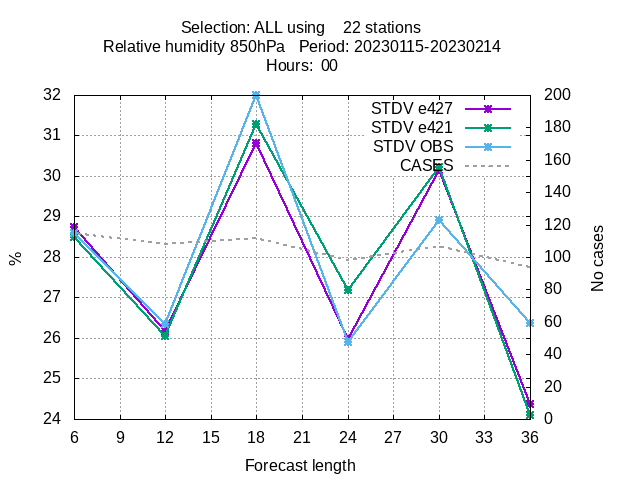 Selection: ALL using    22 stations
Relative humidity 850hPa   Period: 20230115-20230214
Hours:  00
STDV e427
STDV e421
STDV OBS
CASES
32
31
30
29
28
27
26
25
24
%
200
180
160
140
120
100
80
60
40
20
0
No cases
6 9 12 15 18 21 24 27 30 33 36
Forecast length